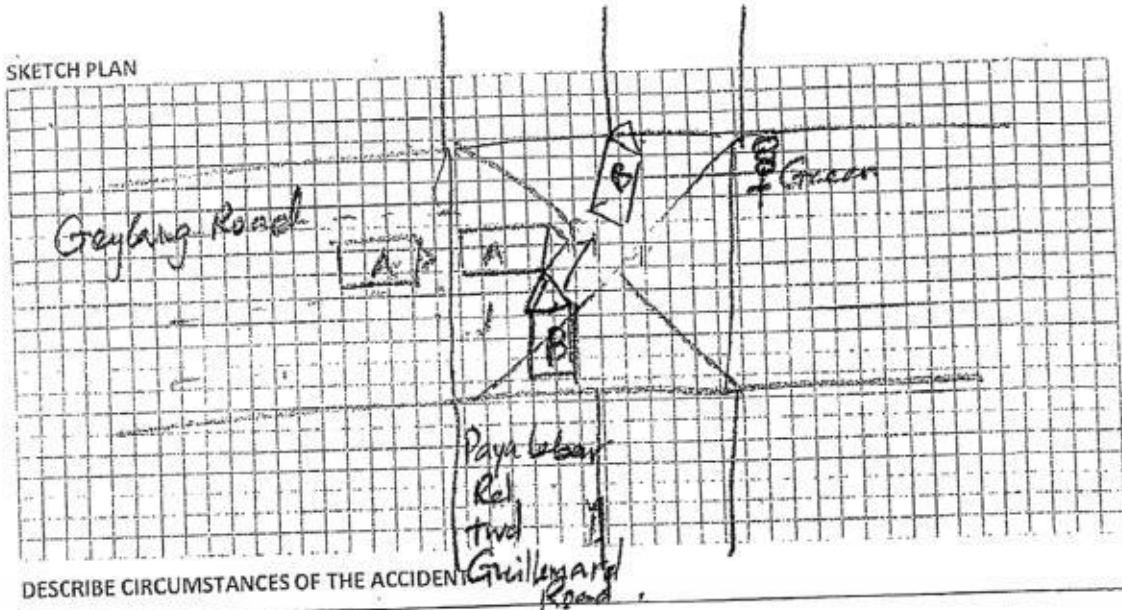 SKETCH PLAN
B
Green
Geylang Road
A
A
B
Paya Lebar
Rd
twd
Guillemard
Road.
DESCRIBE CIRCUMSTANCES OF THE ACCIDENT